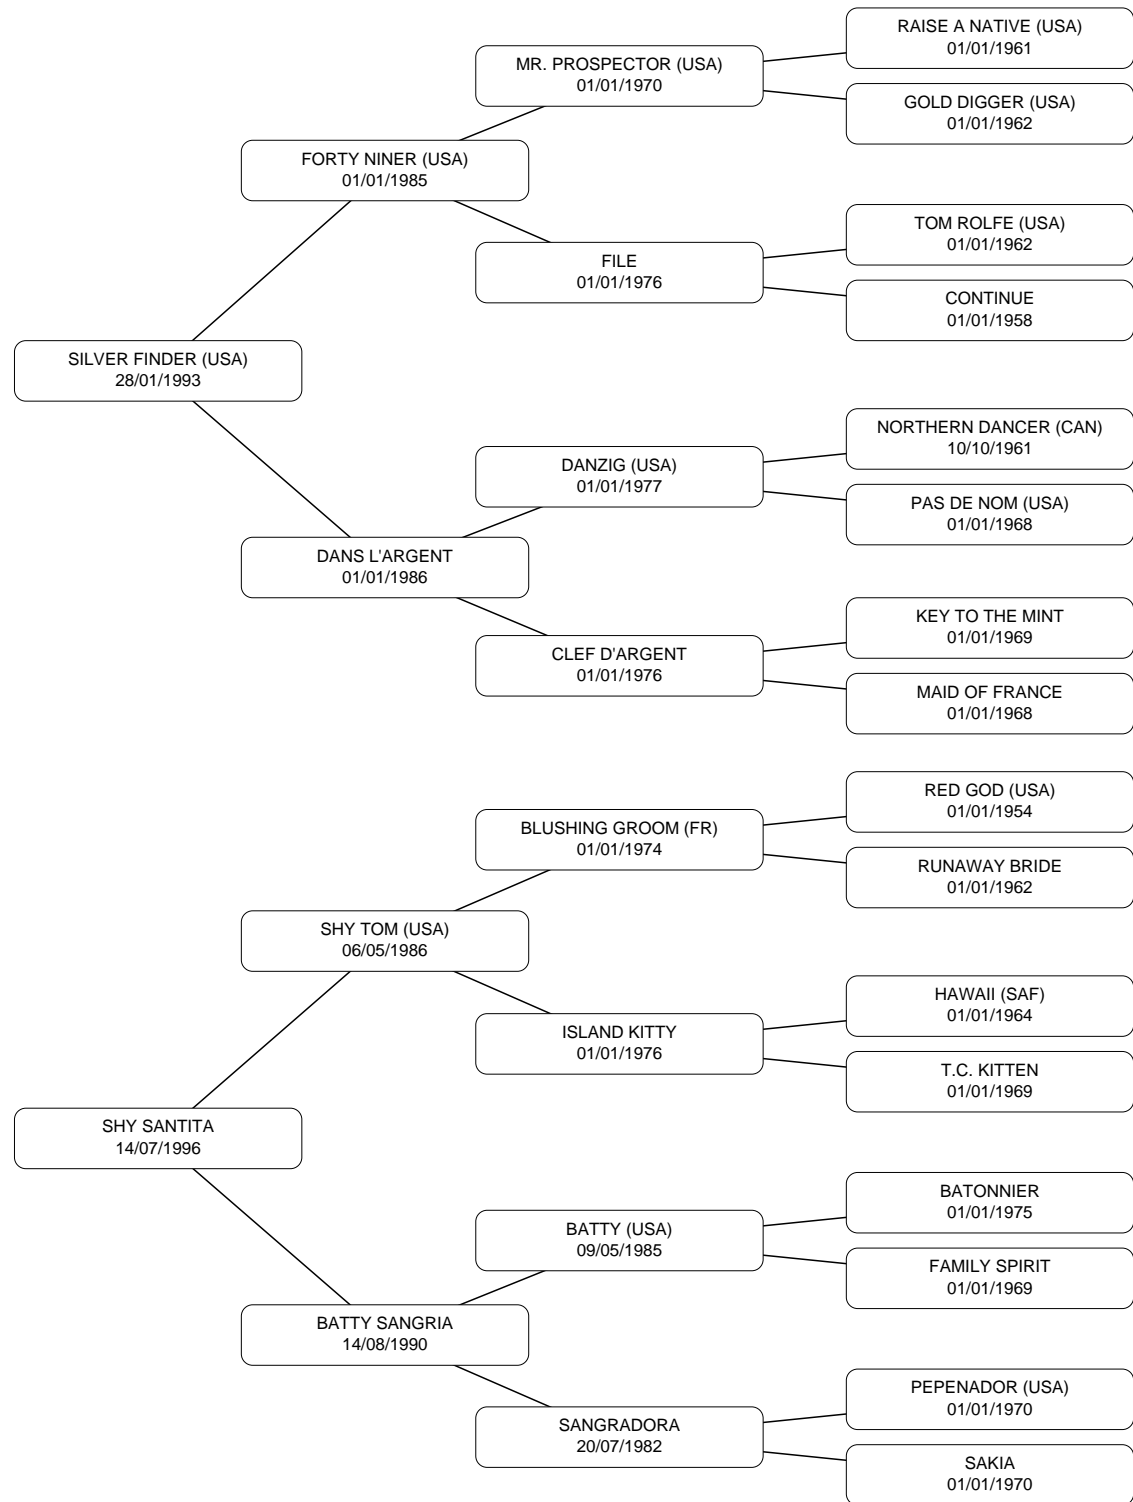 RAISE A NATIVE (USA)
01/01/1961
MR. PROSPECTOR (USA)
01/01/1970
GOLD DIGGER (USA)
01/01/1962
FORTY NINER (USA)
01/01/1985
TOM ROLFE (USA)
01/01/1962
FILE
01/01/1976
CONTINUE
01/01/1958
SILVER FINDER (USA)
28/01/1993
NORTHERN DANCER (CAN)
10/10/1961
DANZIG (USA)
01/01/1977
PAS DE NOM (USA)
01/01/1968
DANS L'ARGENT
01/01/1986
KEY TO THE MINT
01/01/1969
CLEF D'ARGENT
01/01/1976
MAID OF FRANCE
01/01/1968
RED GOD (USA)
01/01/1954
BLUSHING GROOM (FR)
01/01/1974
RUNAWAY BRIDE
01/01/1962
SHY TOM (USA)
06/05/1986
HAWAII (SAF)
01/01/1964
ISLAND KITTY
01/01/1976
T.C. KITTEN
01/01/1969
SHY SANTITA
14/07/1996
BATONNIER
01/01/1975
BATTY (USA)
09/05/1985
FAMILY SPIRIT
01/01/1969
BATTY SANGRIA
14/08/1990
PEPENADOR (USA)
01/01/1970
SANGRADORA
20/07/1982
SAKIA
01/01/1970